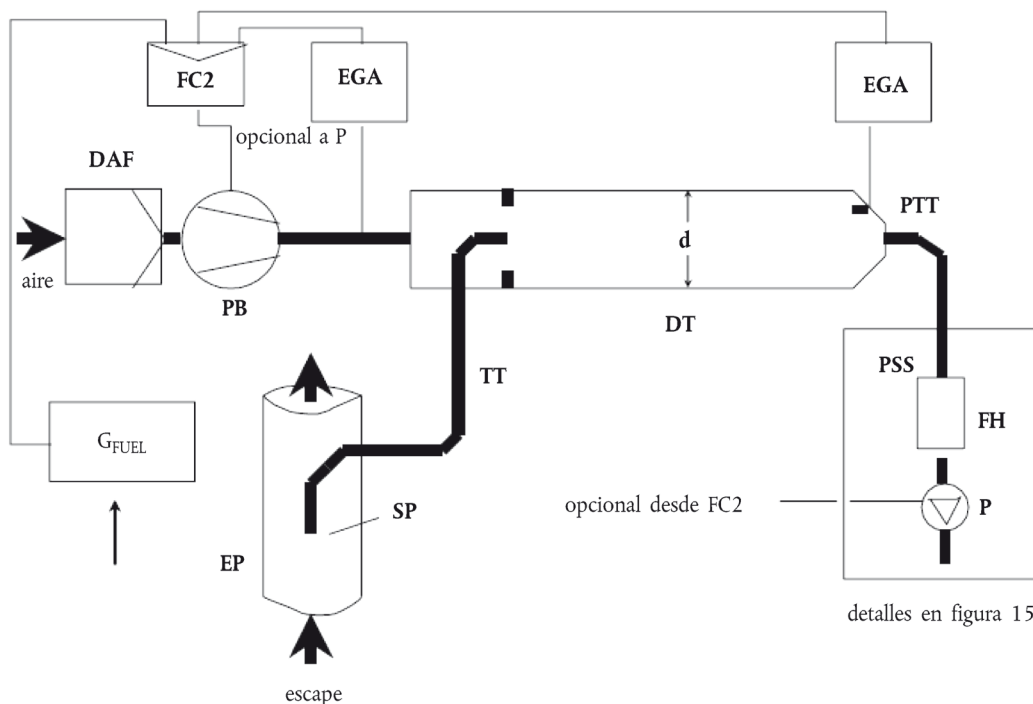 FC2
EGA
EGA
opcional a P
DAF
PTT
d
aire
PB
DT
PSS
TT
FH
G_FUEL
SP
opcional desde FC2
P
EP
detalles en figura 15
escape